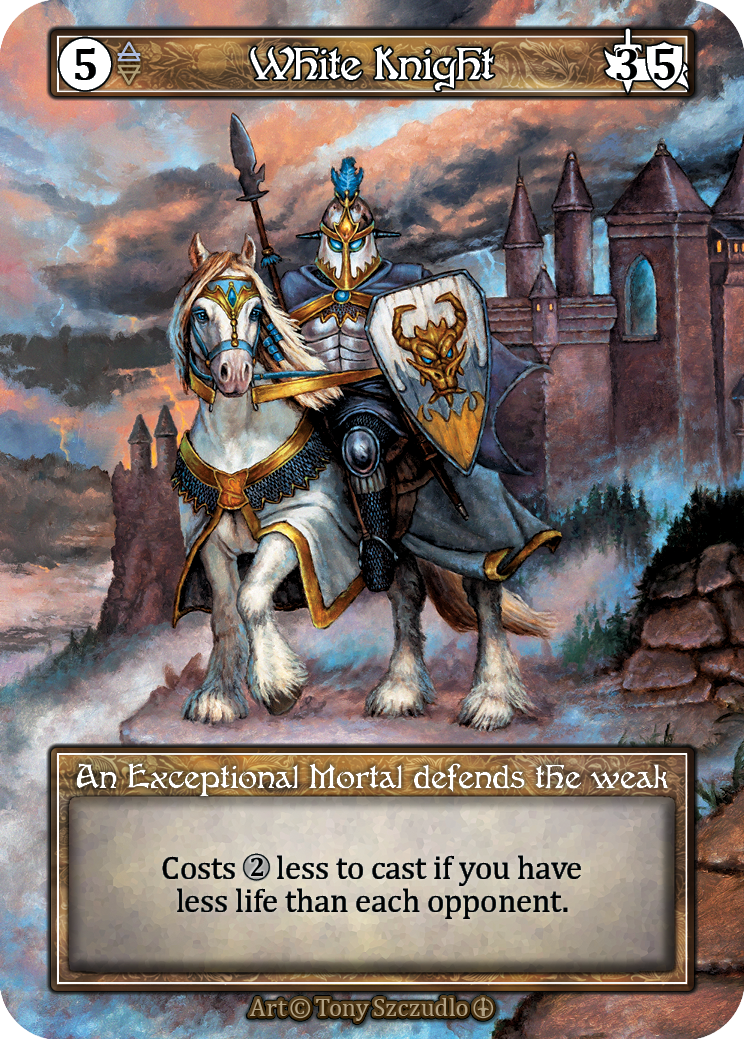 5 White Knight 3 5
An Exceptional Mortal defends the weak
Costs 2 less to cast if you have
less life than each opponent.
Art © Tony Szczudlo